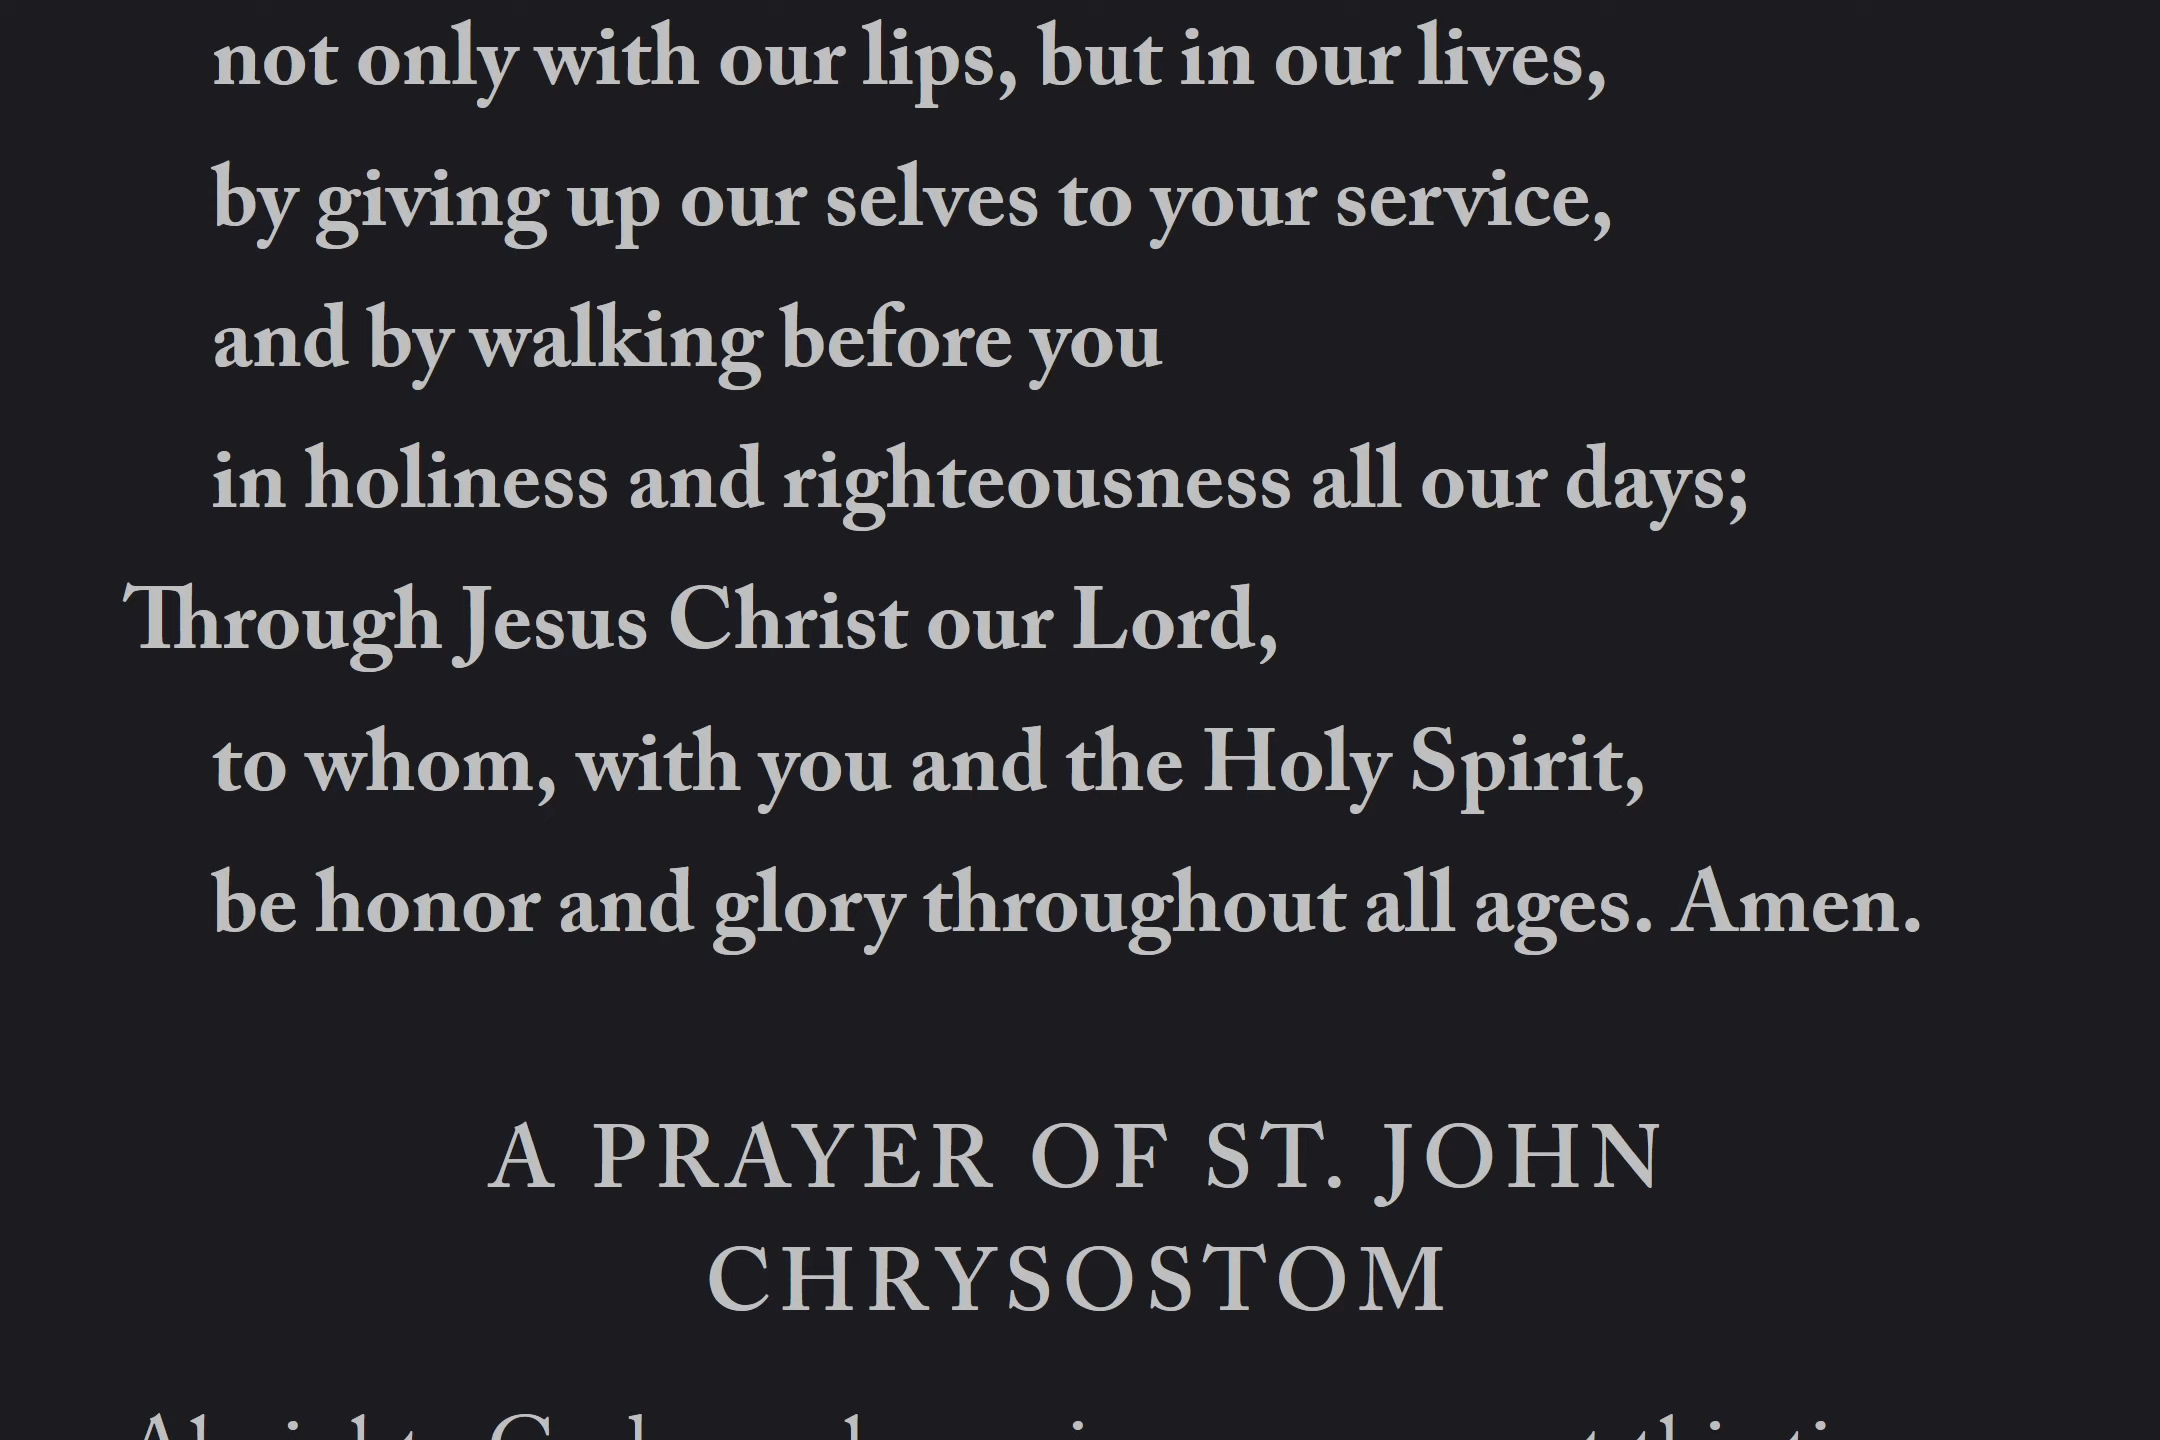 not only with our lips, but in our lives,
by giving up our selves to your service,
and by walking before you
in holiness and righteousness all our days;
Through Jesus Christ our Lord,
to whom, with you and the Holy Spirit,
be honor and glory throughout all ages. Amen.
A PRAYER OF ST. JOHN
CHRYSOSTOM